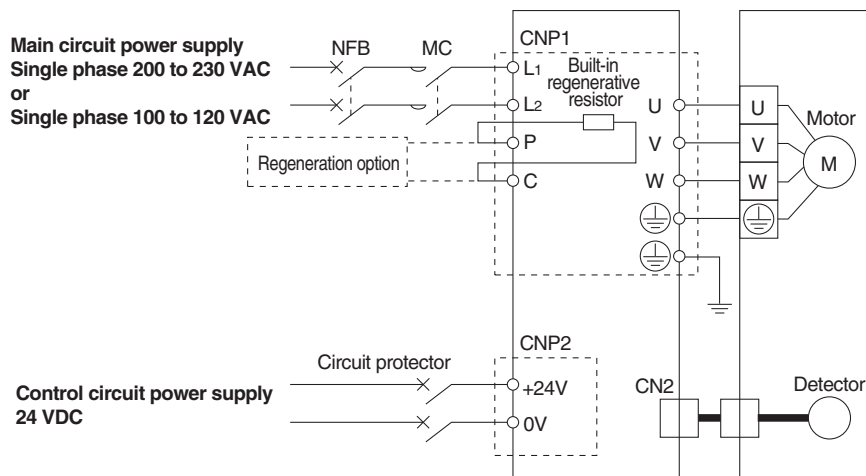 Main circuit power supply
Single phase 200 to 230 VAC
or
Single phase 100 to 120 VAC
NFB
MC
CNP1
L1
Built-in
regenerative
resistor
L2
P
C
Regeneration option
U
V
W
U
V
W
Motor
M
CNP2
Circuit protector
+24V
0V
Control circuit power supply
24 VDC
CN2
Detector